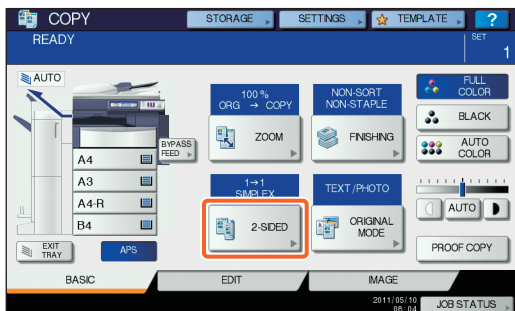 COPY
STORAGE
SETTINGS
TEMPLATE
?
READY
SET
1
AUTO
BYPASS
FEED
A4
A3
A4-R
B4
EXIT
TRAY
APS
100 %
ORG → COPY
ZOOM
NON-SORT
NON-STAPLE
FINISHING
1→1
SIMPLEX
2-SIDED
TEXT/PHOTO
ORIGINAL
MODE
FULL
COLOR
BLACK
AUTO
COLOR
AUTO
PROOF COPY
BASIC
EDIT
IMAGE
2011/05/10
08:04
JOB STATUS